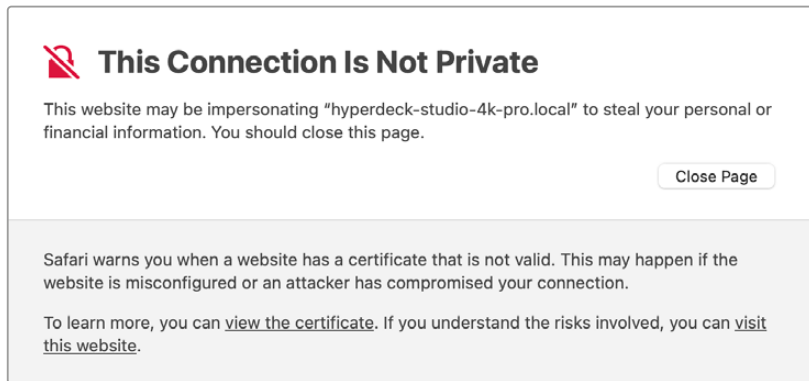 This Connection Is Not Private
This website may be impersonating “hyperdeck-studio-4k-pro.local” to steal your personal or
financial information. You should close this page.
Close Page
Safari warns you when a website has a certificate that is not valid. This may happen if the
website is misconfigured or an attacker has compromised your connection.
To learn more, you can view the certificate. If you understand the risks involved, you can visit
this website.